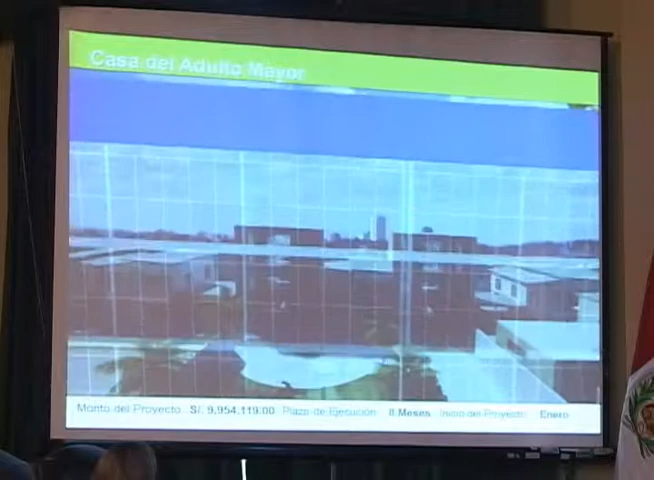 Casa del Adulto Mayor
Monto del Proyecto S/. 9,954,119.00 Plazo de Ejecución 8 Meses Inicio del Proyecto Enero